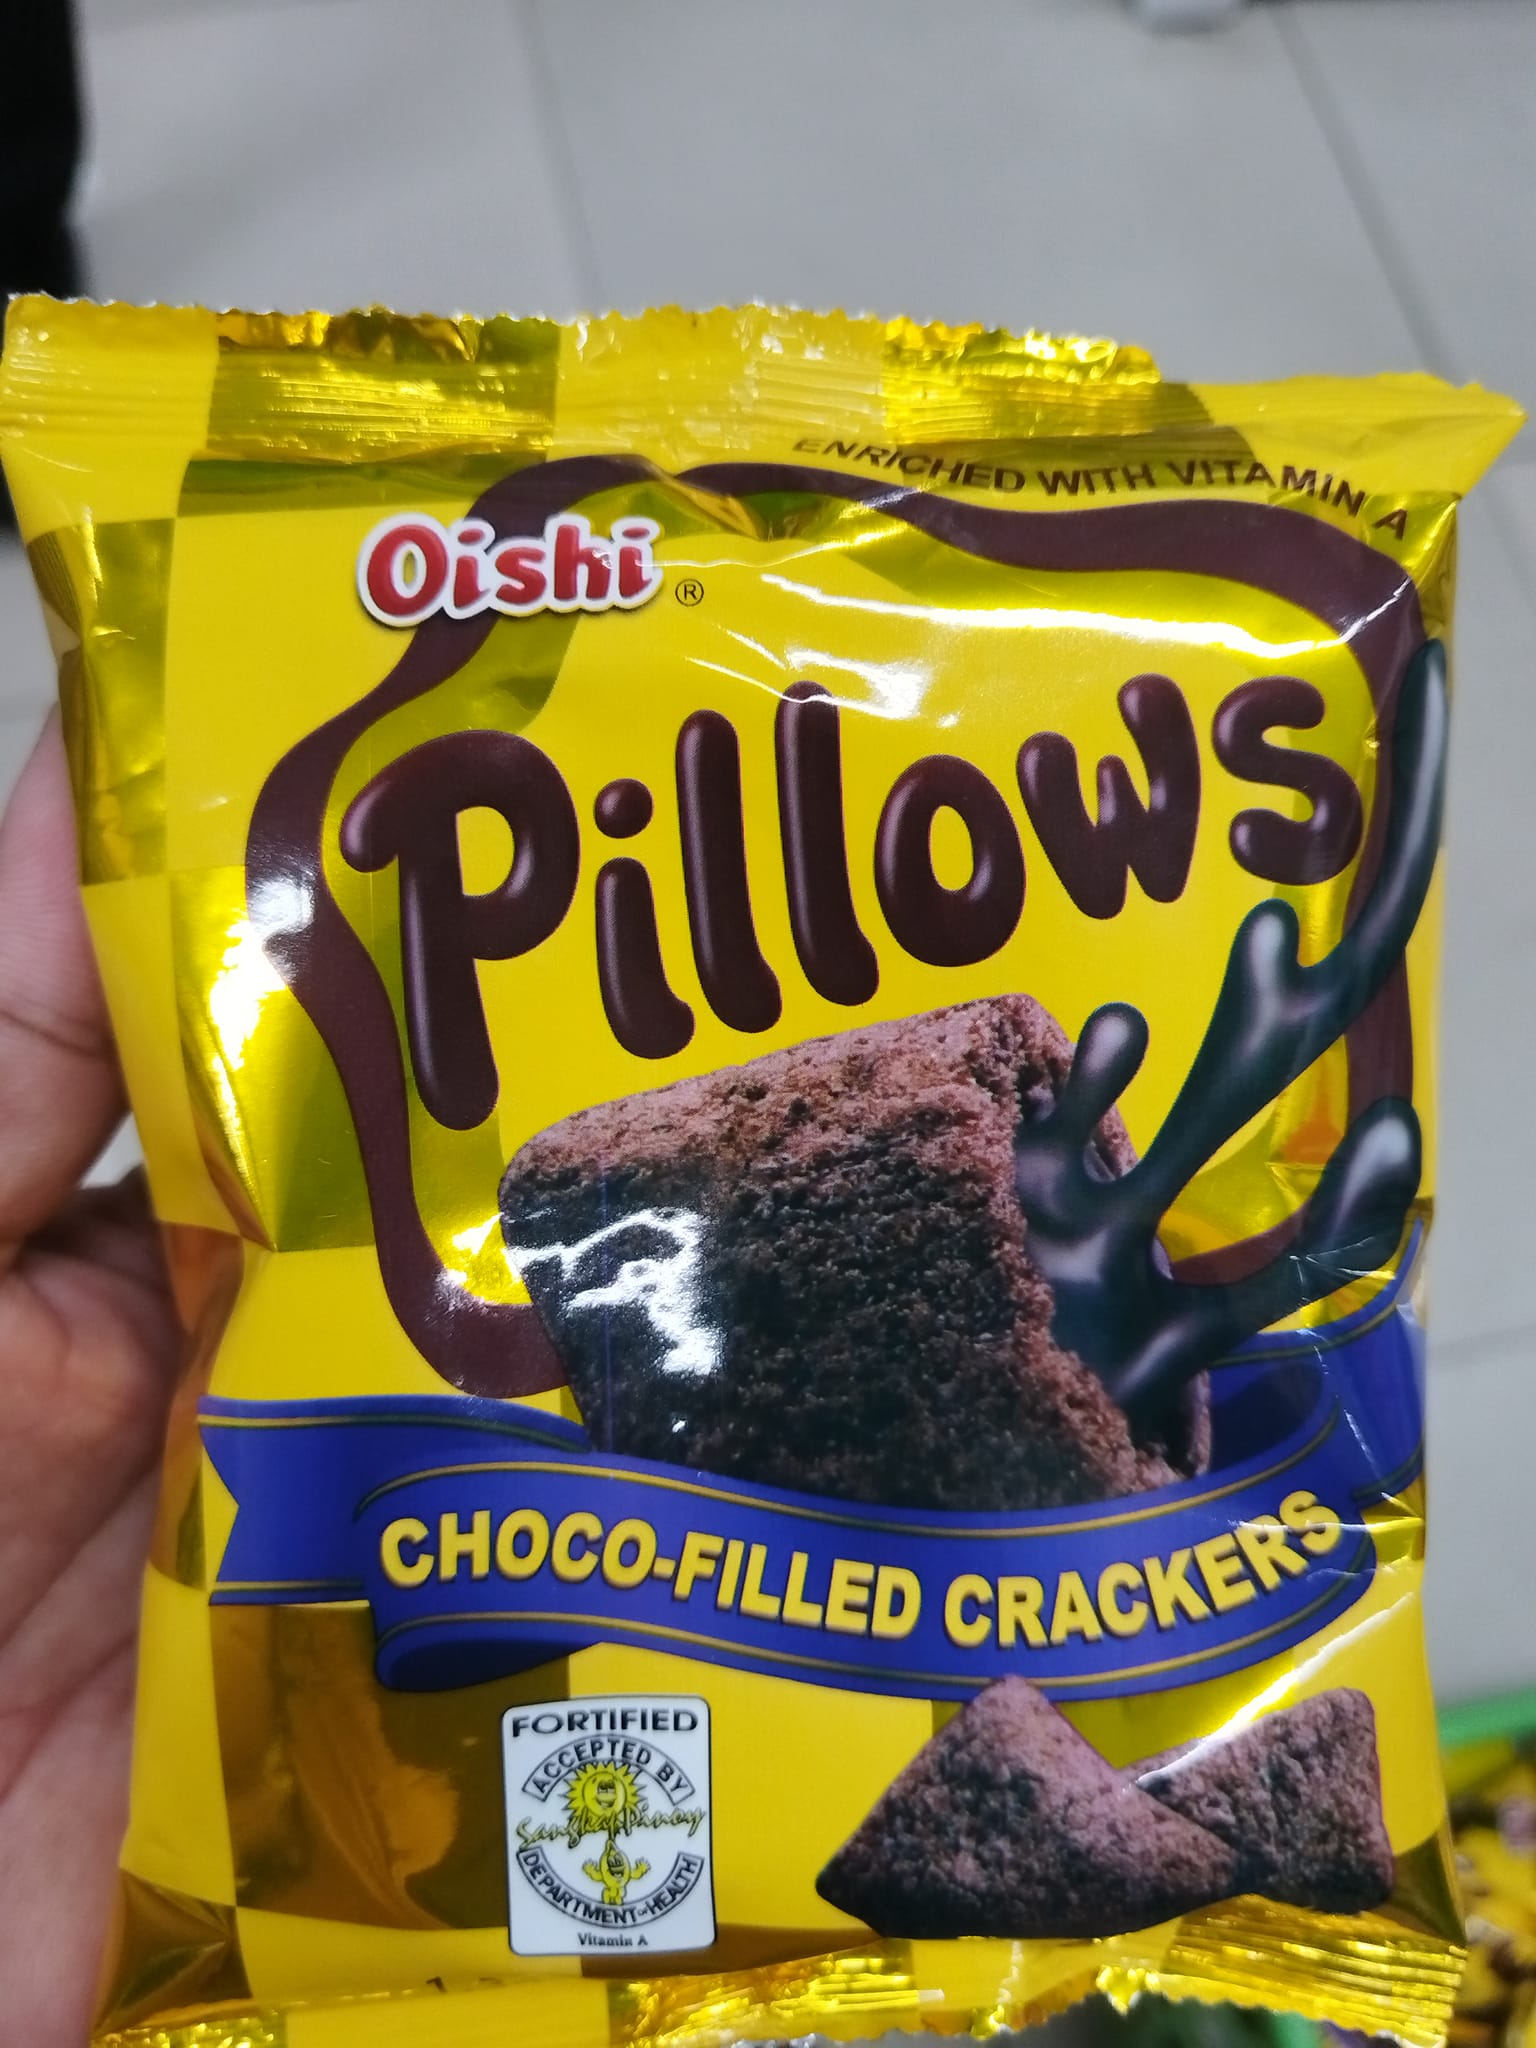 ENRICHED WITH VITAMIN A
Oishi ®
Pillows
CHOCO-FILLED CRACKERS
FORTIFIED
ACCEPTED BY
Sangkap Pinoy
DEPARTMENT OF HEALTH
Vitamin A